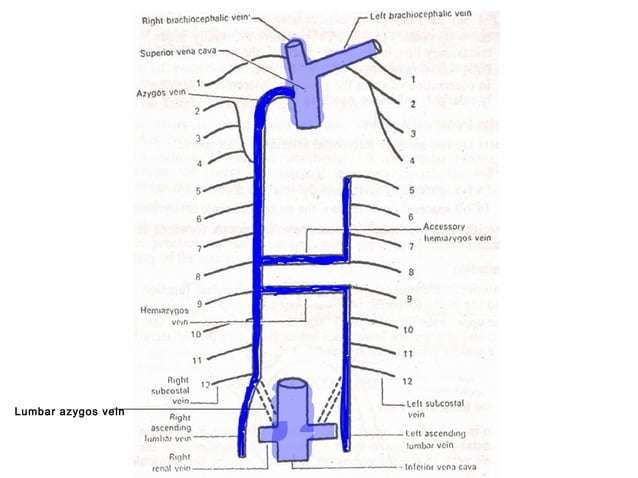 Right brachiocephalic vein
Left brachiocephalic vein
Superior vena cava
Azygos vein
1
2
3
4
5
6
7
8
9
10
11
12
1
2
3
4
5
6
7
8
9
10
11
12
Accessory
hemiazygos vein
Hemiazygos
vein
Right
subcostal
vein
Left subcostal
vein
Lumbar azygos vein
Right
ascending
lumbar vein
Left ascending
lumbar vein
Right
renal vein
Inferior vena cava